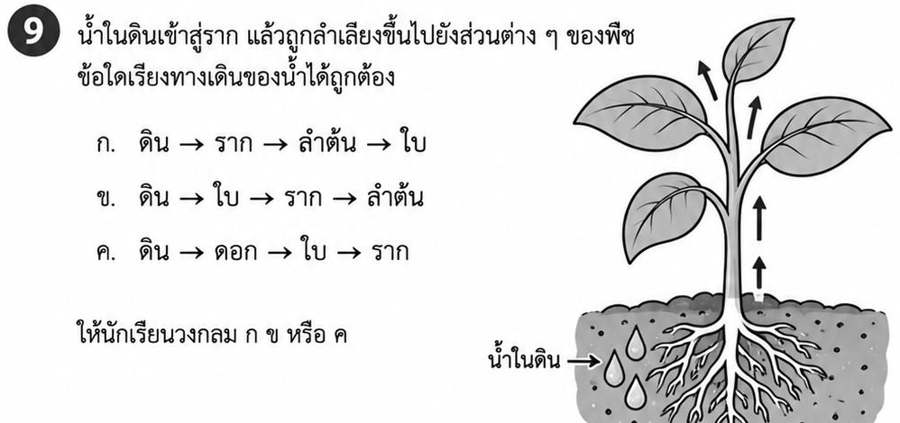 9 น้ำในดินเข้าสู่ราก แล้วถูกลำเลียงขึ้นไปยังส่วนต่าง ๆ ของพืช
ข้อใดเรียงทางเดินของน้ำได้ถูกต้อง
ก. ดิน → ราก → ลำต้น → ใบ
ข. ดิน → ใบ → ราก → ลำต้น
ค. ดิน → ดอก → ใบ → ราก
ให้นักเรียนวงกลม ก ข หรือ ค
น้ำในดิน